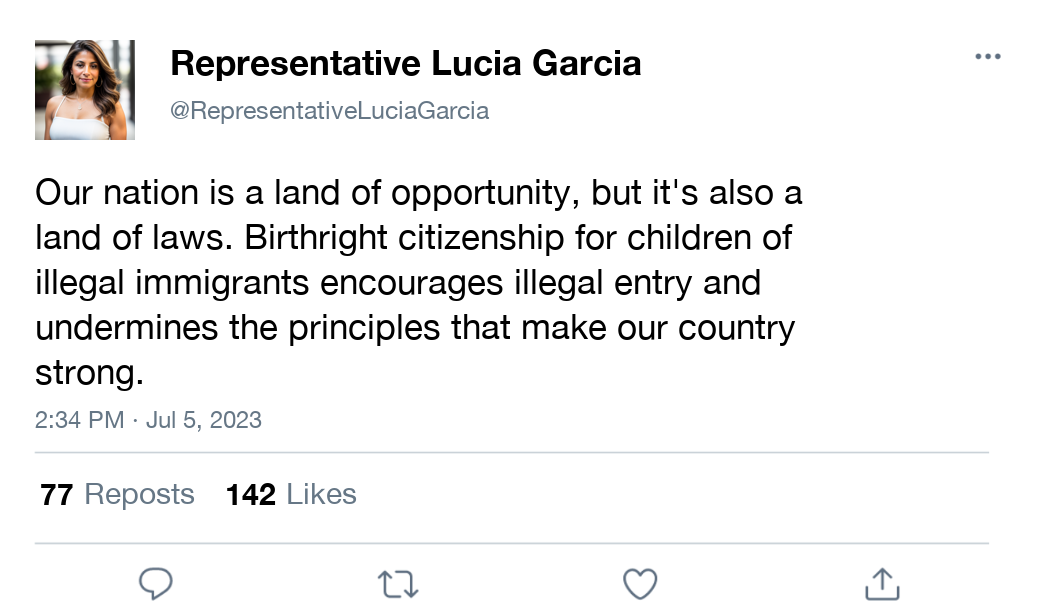 Representative Lucia Garcia
@RepresentativeLuciaGarcia
Our nation is a land of opportunity, but it's also a
land of laws. Birthright citizenship for children of
illegal immigrants encourages illegal entry and
undermines the principles that make our country
strong.
2:34 PM · Jul 5, 2023
77 Reposts 142 Likes